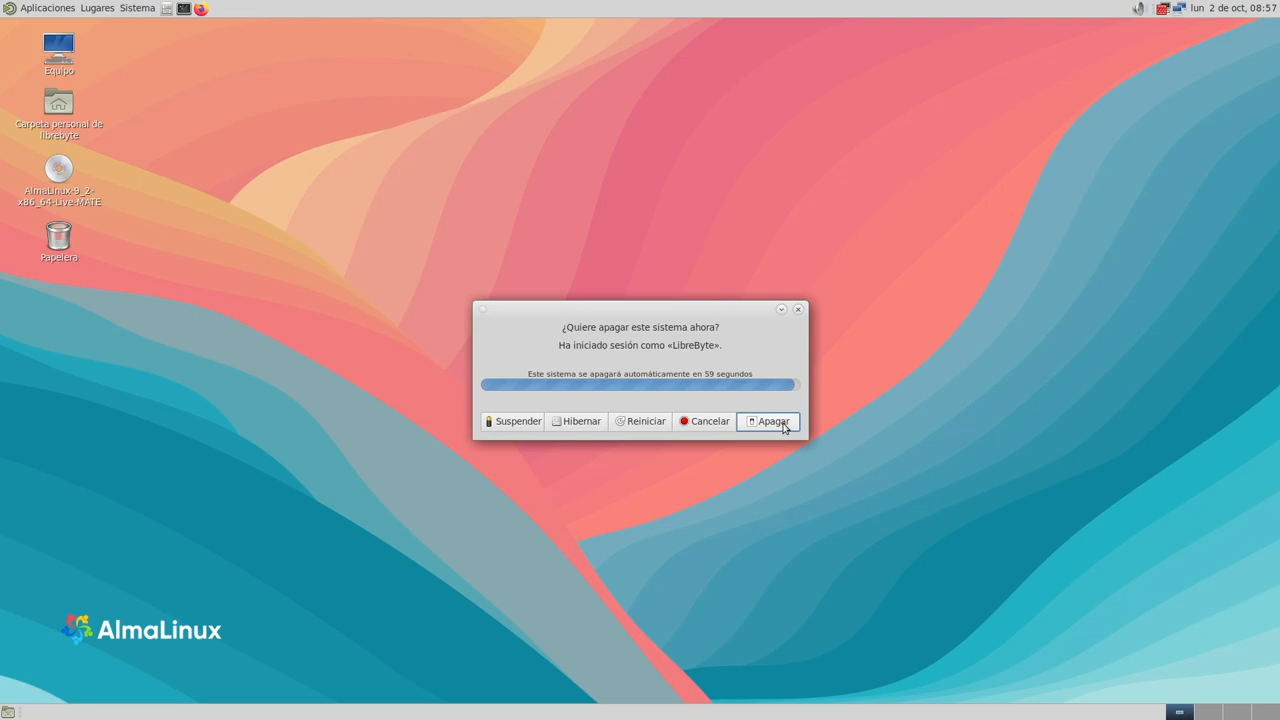 Aplicaciones Lugares Sistema
lun 2 de oct, 08:57
Equipo
Carpeta personal de
librebyte
AlmaLinux-9_2-
x86_64-Live-MATE
Papelera
¿Quiere apagar este sistema ahora?
Ha iniciado sesión como «LibreByte».
Este sistema se apagará automáticamente en 59 segundos
Suspender Hibernar Reiniciar Cancelar Apagar
AlmaLinux